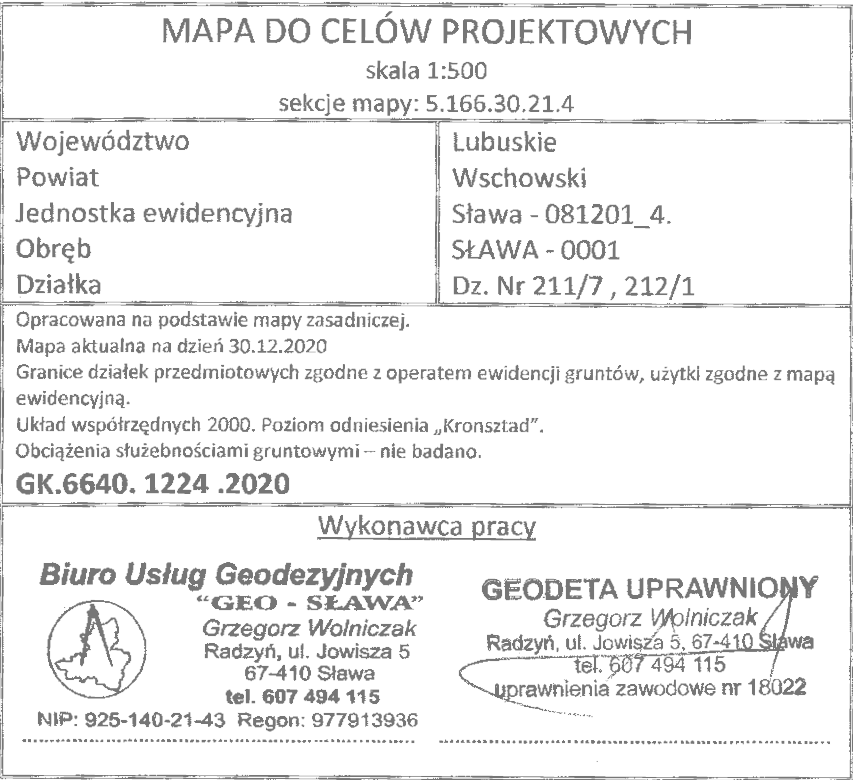 MAPA DO CELÓW PROJEKTOWYCH
skala 1:500
sekcje mapy: 5.166.30.21.4
Województwo Lubuskie
Powiat Wschowski
Jednostka ewidencyjna Sława - 081201_4.
Obręb SŁAWA - 0001
Działka Dz. Nr 211/7 , 212/1
Opracowana na podstawie mapy zasadniczej.
Mapa aktualna na dzień 30.12.2020
Granice działek przedmiotowych zgodne z operatem ewidencji gruntów, użytki zgodne z mapą
ewidencyjną.
Układ współrzędnych 2000. Poziom odniesienia „Kronsztad”.
Obciążenia służebnościami gruntowymi – nie badano.
GK.6640. 1224 .2020
Wykonawca pracy
Biuro Usług Geodezyjnych
“GEO - SŁAWA”
Grzegorz Wolniczak
Radzyń, ul. Jowisza 5
67-410 Sława
tel. 607 494 115
NIP: 925-140-21-43 Regon: 977913936
GEODETA UPRAWNIONY
Grzegorz Wolniczak
Radzyń, ul. Jowisza 5, 67-410 Sława
tel. 607 494 115
uprawnienia zawodowe nr 18022